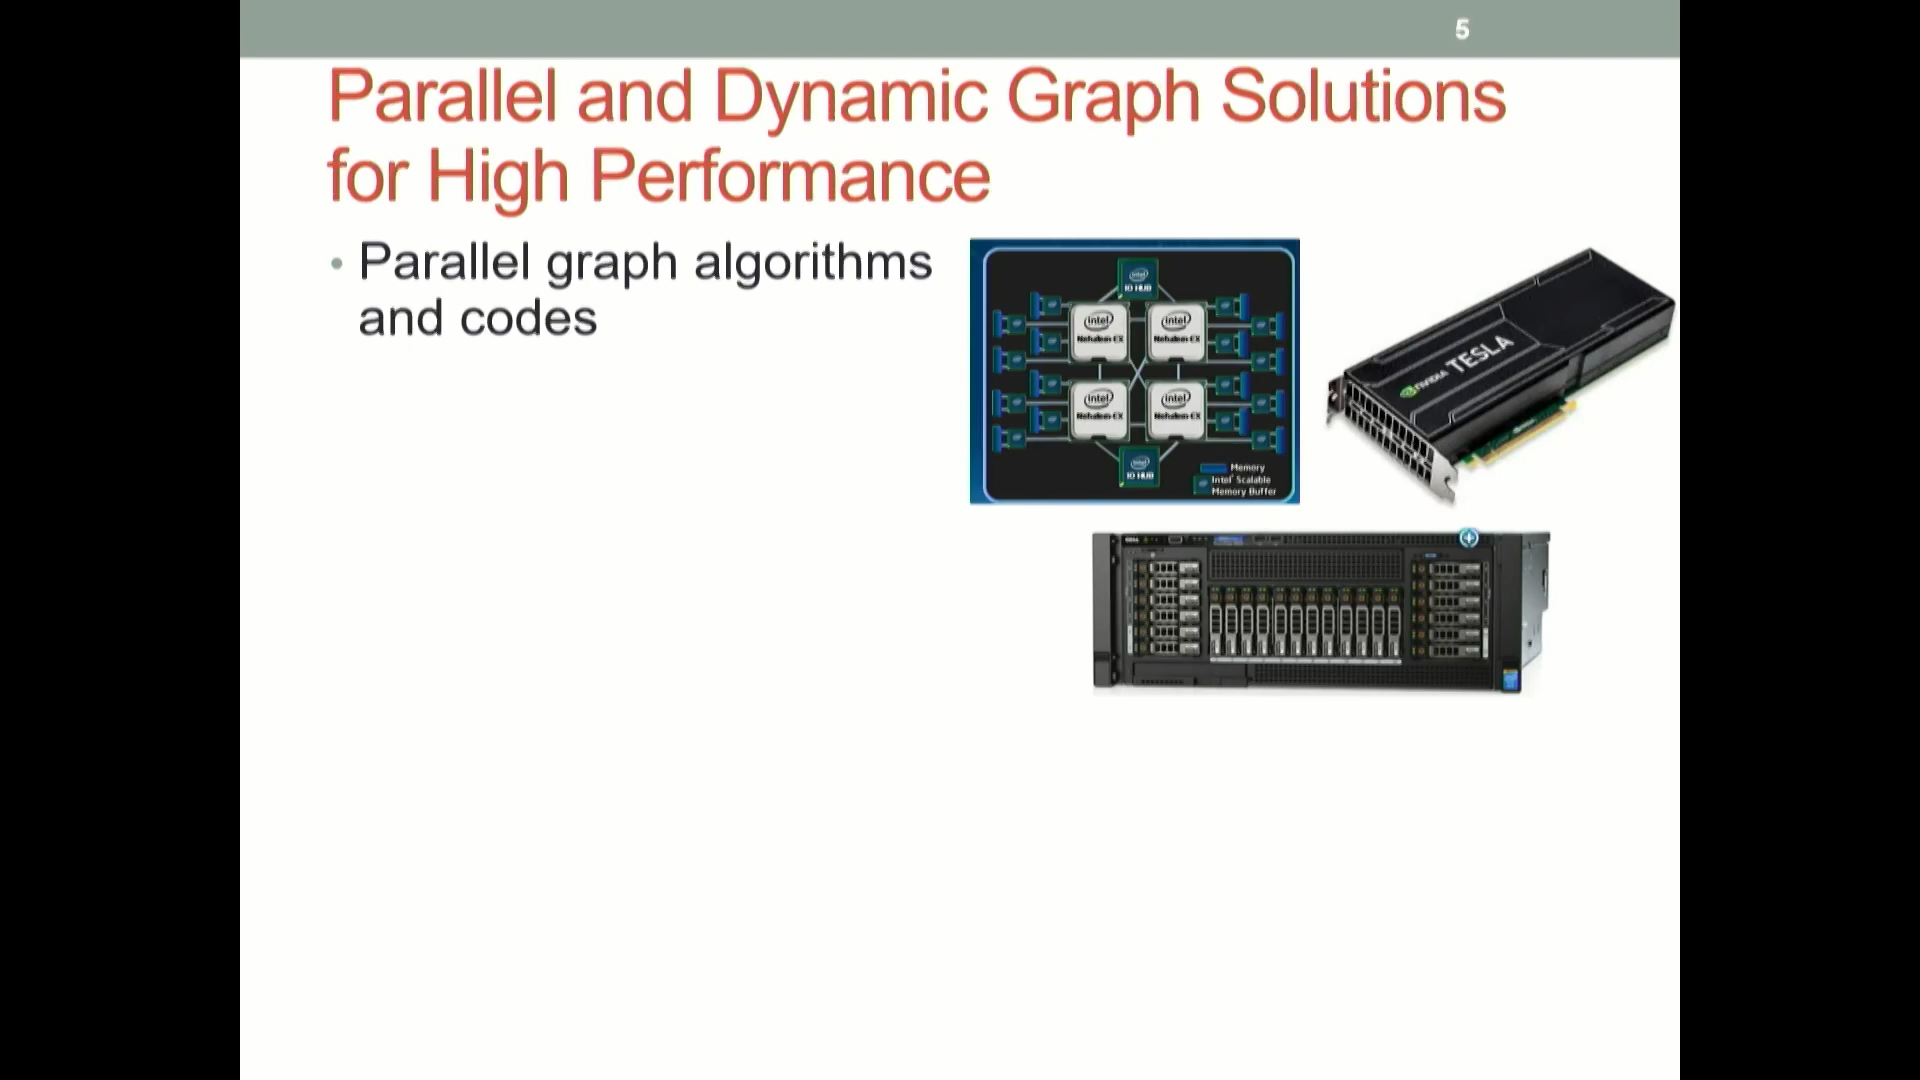 5
Parallel and Dynamic Graph Solutions
for High Performance
• Parallel graph algorithms
and codes
intel
IO HUB
intel
Nehalem EX
intel
Nehalem EX
intel
Nehalem EX
intel
Nehalem EX
intel
IO HUB
Memory
Intel® Scalable
Memory Buffer
NVIDIA TESLA
DELL